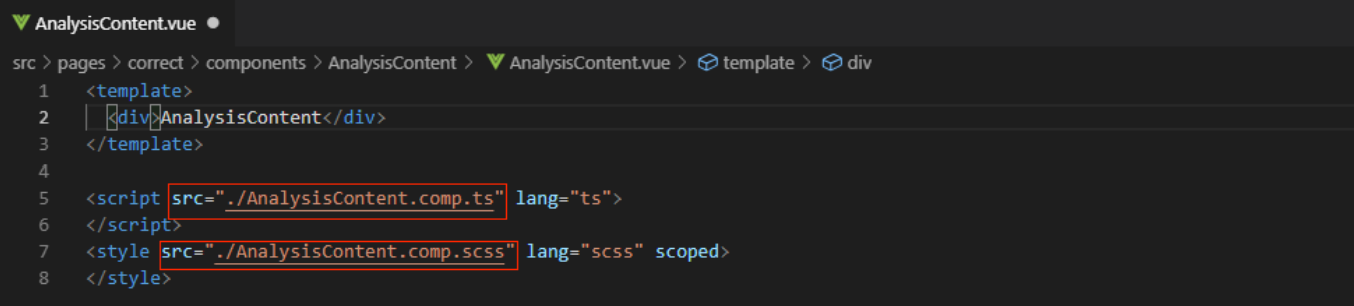 AnalysisContent.vue ●
src > pages > correct > components > AnalysisContent > AnalysisContent.vue > template > div
1 <template>
2 <div>AnalysisContent</div>
3 </template>
4
5 <script src="./AnalysisContent.comp.ts" lang="ts">
6 </script>
7 <style src="./AnalysisContent.comp.scss" lang="scss" scoped>
8 </style>